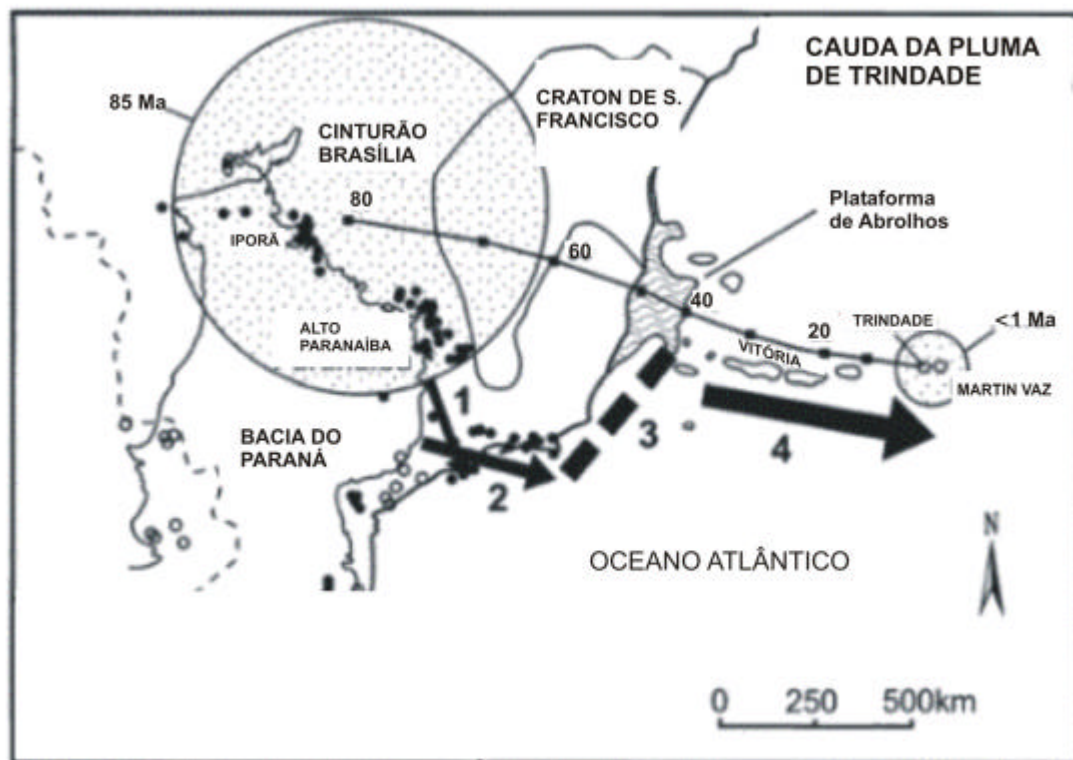 CAUDA DA PLUMA
DE TRINDADE
CRATON DE S.
FRANCISCO
85 Ma
CINTURÃO
BRASÍLIA
80
Plataforma
de Abrolhos
IPORÃ
60
40
<1 Ma
TRINDADE
20
ALTO
PARANAÍBA
VITÓRIA
MARTIN VAZ
1
BACIA DO
PARANÁ
3
4
2
N
OCEANO ATLÂNTICO
0 250 500km